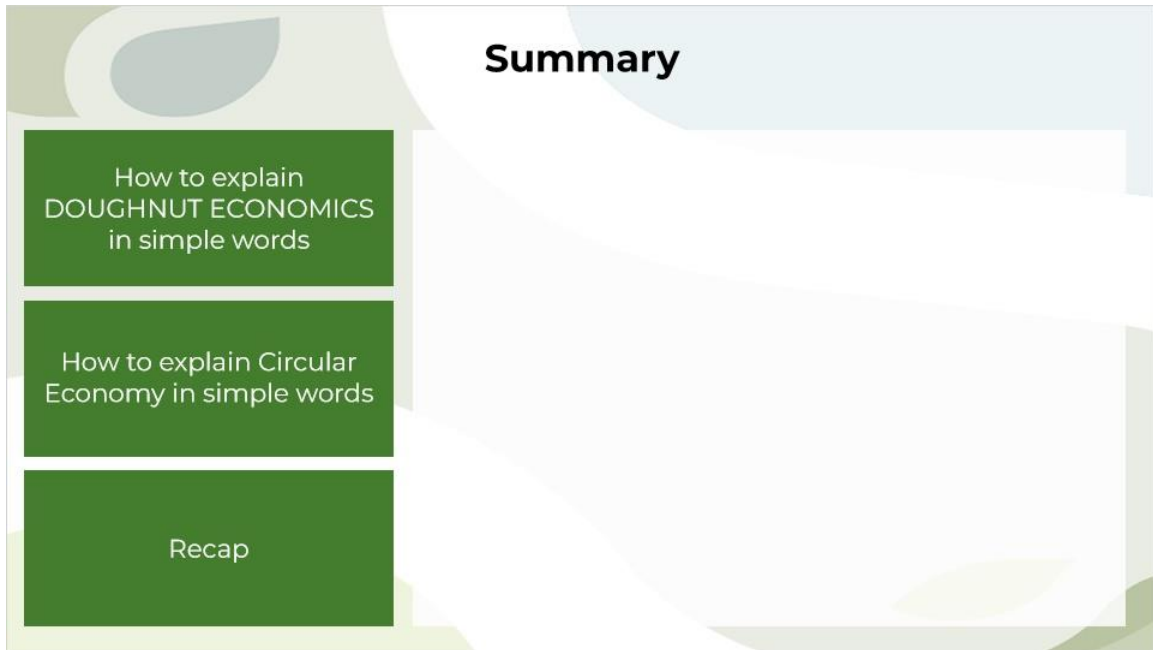 Summary
How to explain
DOUGHNUT ECONOMICS
in simple words
How to explain Circular
Economy in simple words
Recap